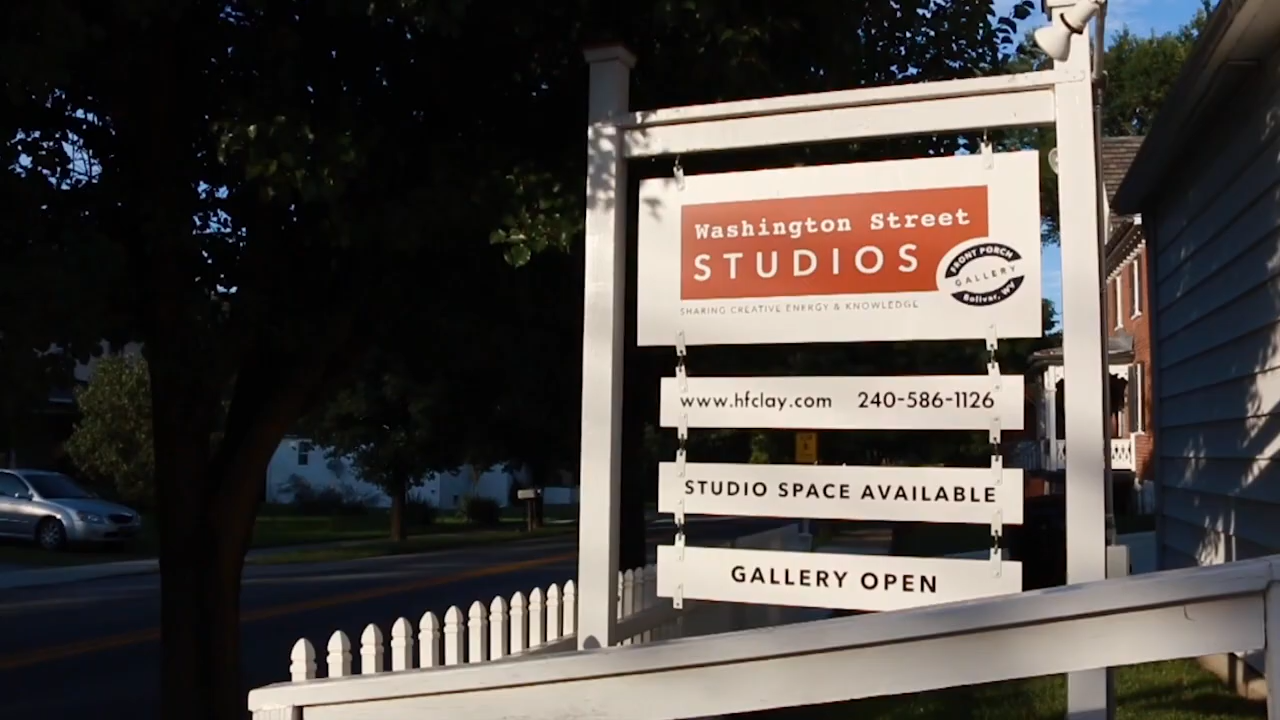 Washington Street
STUDIOS
FRONT PORCH
GALLERY
Bolivar, WV
SHARING CREATIVE ENERGY & KNOWLEDGE
www.hfclay.com 240-586-1126
STUDIO SPACE AVAILABLE
GALLERY OPEN